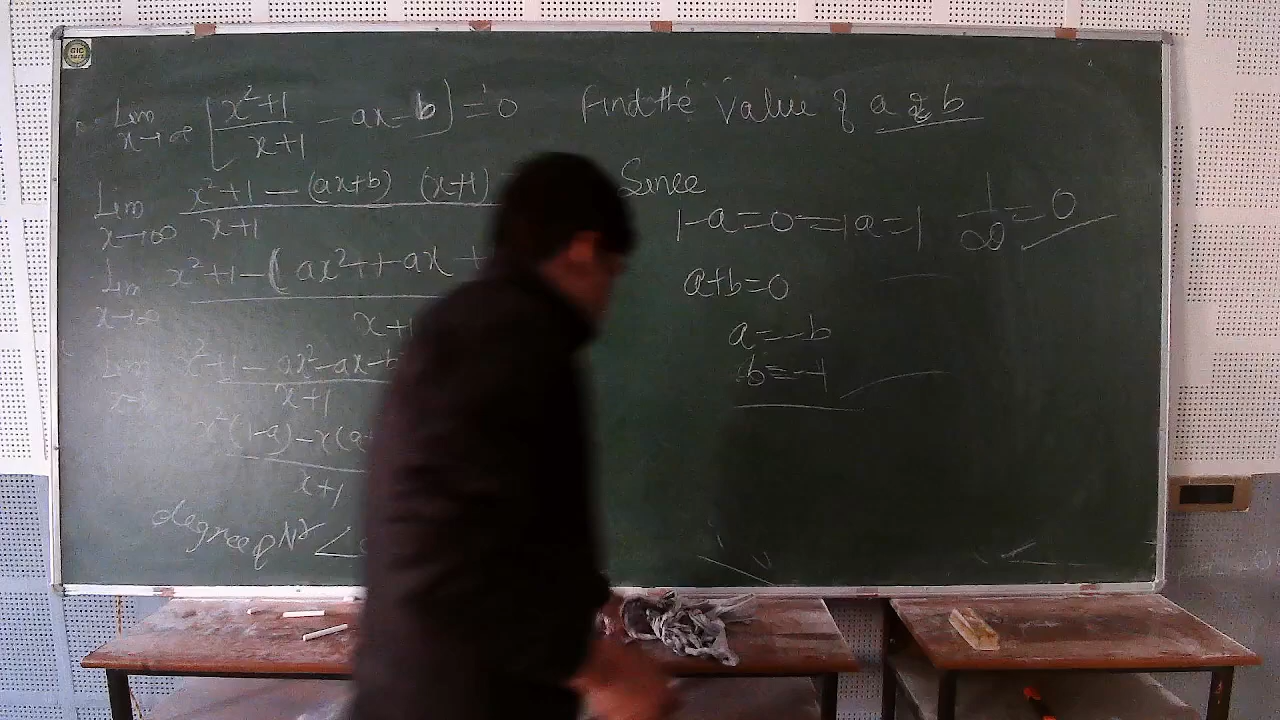 Lim x→∞ [x²+1/x+1 - ax - b] = 0 Find the value of a & b
Lim x→∞ x²+1 - (ax+b) (x+1)/x+1
Lim x→∞ x²+1 - (ax²+ ax +/x+1
Lim x²+1 - ax² - ax - b/x+1
x²(1-a) - x(a+/x+1
degree of Nr <
Since
1-a=0 ⇒ a=1 1/∞ = 0
a+b=0
a=-b
b=-1